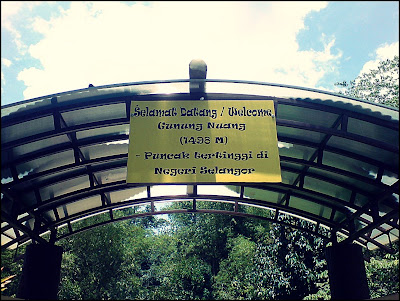 Selamat Datang / Welcome
Gunung Nuang
(1493 M)
- Puncak tertinggi di
Negeri Selangor